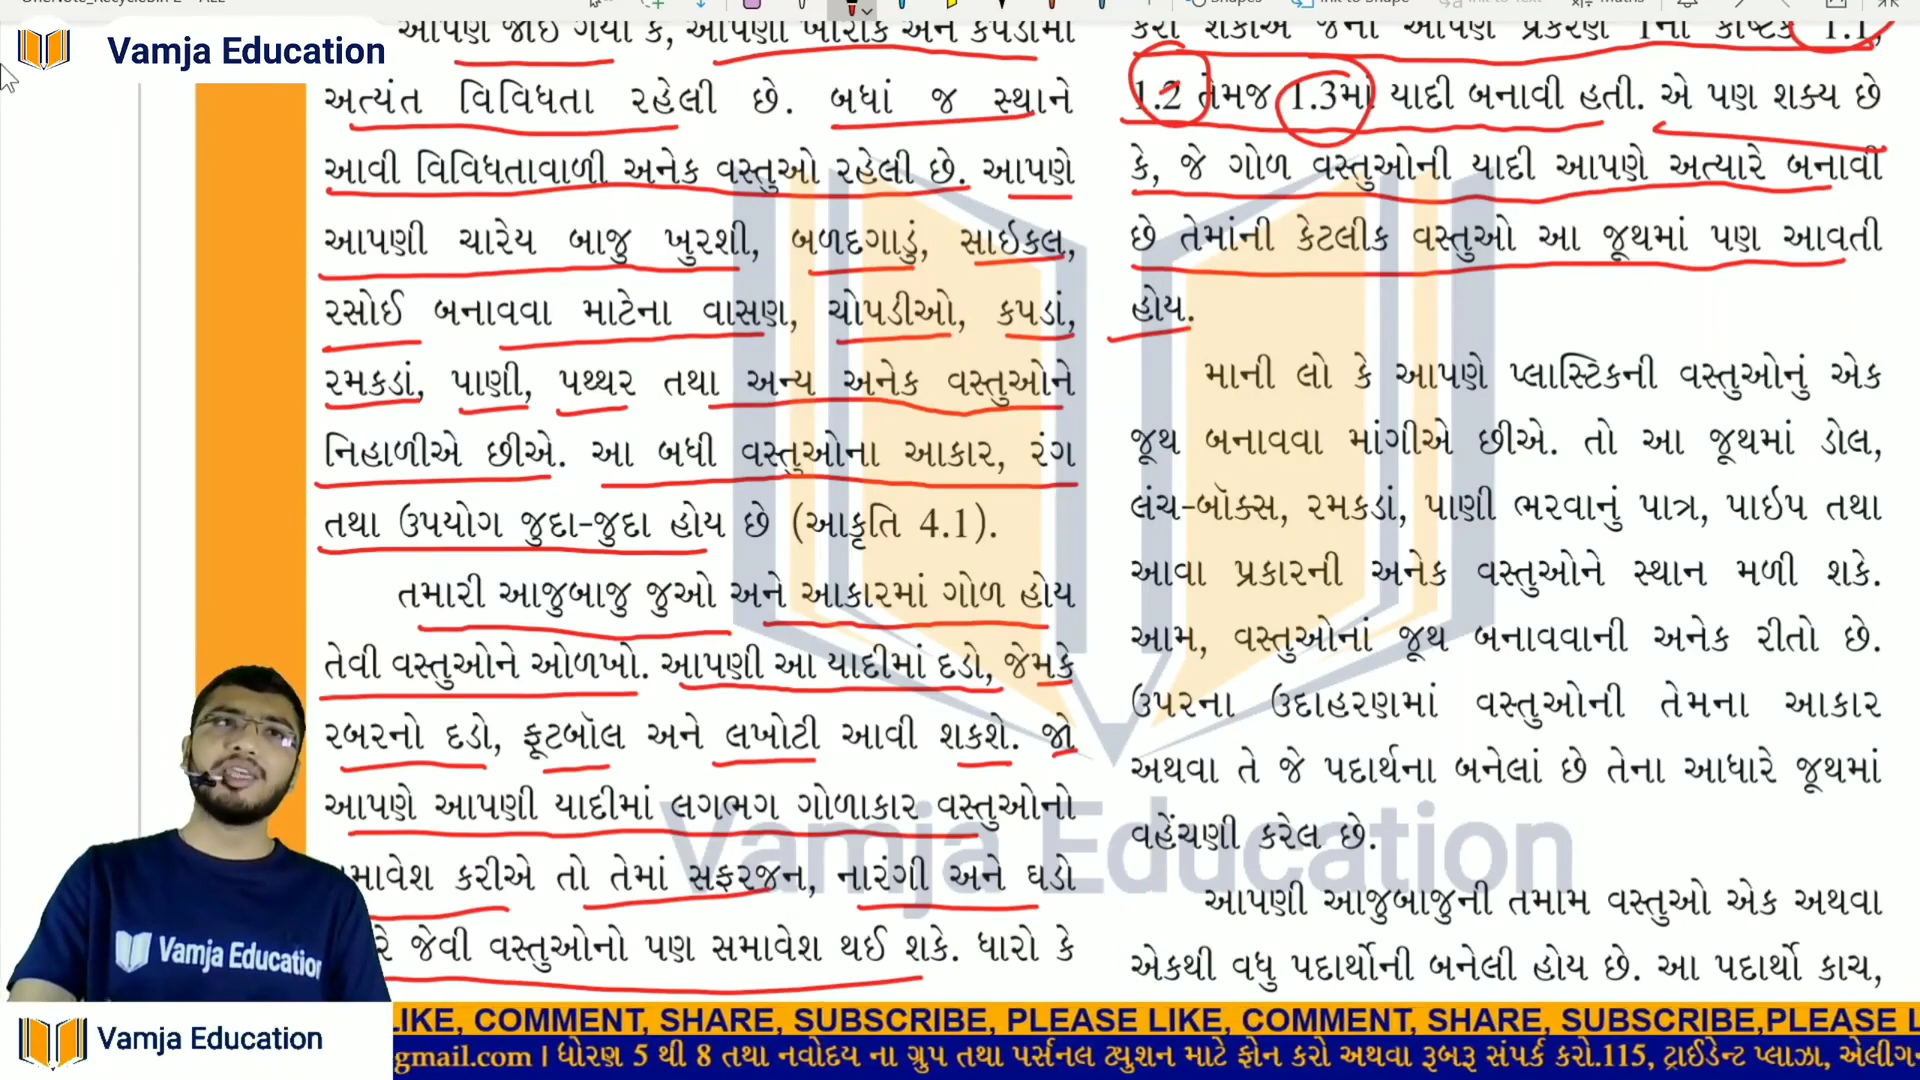 Vamja Education
આપણે જોઈ ગયા કે, આપણા ખોરાક અને કપડાંમાં
અત્યંત વિવિધતા રહેલી છે. બધાં જ સ્થાને
આવી વિવિધતાવાળી અનેક વસ્તુઓ રહેલી છે. આપણે
આપણી ચારેય બાજુ ખુરશી, બળદગાડું, સાઇકલ,
રસોઈ બનાવવા માટેના વાસણ, ચોપડીઓ, કપડાં,
રમકડાં, પાણી, પથ્થર તથા અન્ય અનેક વસ્તુઓને
નિહાળીએ છીએ. આ બધી વસ્તુઓના આકાર, રંગ
તથા ઉપયોગ જુદા-જુદા હોય છે (આકૃતિ 4.1).
તમારી આજુબાજુ જુઓ અને આકારમાં ગોળ હોય
તેવી વસ્તુઓને ઓળખો. આપણી આ યાદીમાં દડો, જેમકે
રબરનો દડો, ફૂટબૉલ અને લખોટી આવી શકશે. જો
આપણે આપણી યાદીમાં લગભગ ગોળાકાર વસ્તુઓનો
માવેશ કરીએ તો તેમાં સફરજન, નારંગી અને ઘડો
રે જેવી વસ્તુઓનો પણ સમાવેશ થઈ શકે. ધારો કે
કરી શકીએ જેની આપણે પ્રકરણ 1ના કોષ્ટક 1.1,
1.2 તેમજ 1.3માં યાદી બનાવી હતી. એ પણ શક્ય છે
કે, જે ગોળ વસ્તુઓની યાદી આપણે અત્યારે બનાવી
છે તેમાંની કેટલીક વસ્તુઓ આ જૂથમાં પણ આવતી
હોય.
માની લો કે આપણે પ્લાસ્ટિકની વસ્તુઓનું એક
જૂથ બનાવવા માંગીએ છીએ. તો આ જૂથમાં ડોલ,
લંચ-બૉક્સ, રમકડાં, પાણી ભરવાનું પાત્ર, પાઇપ તથા
આવા પ્રકારની અનેક વસ્તુઓને સ્થાન મળી શકે.
આમ, વસ્તુઓનાં જૂથ બનાવવાની અનેક રીતો છે.
ઉપરના ઉદાહરણમાં વસ્તુઓની તેમના આકાર
અથવા તે જે પદાર્થના બનેલાં છે તેના આધારે જૂથમાં
વહેંચણી કરેલ છે.
આપણી આજુબાજુની તમામ વસ્તુઓ એક અથવા
એકથી વધુ પદાર્થોની બનેલી હોય છે. આ પદાર્થો કાચ,
Vamja Education
Vamja Education
Vamja Education
LIKE, COMMENT, SHARE, SUBSCRIBE, PLEASE LIKE, COMMENT, SHARE, SUBSCRIBE,PLEASE L
gmail.com | ધોરણ 5 થી 8 તથા નવોદય ના ગ્રુપ તથા પર્સનલ ટ્યુશન માટે ફોન કરો અથવા રૂબરૂ સંપર્ક કરો.115, ટ્રાઈડેન્ટ પ્લાઝા, એલીગ